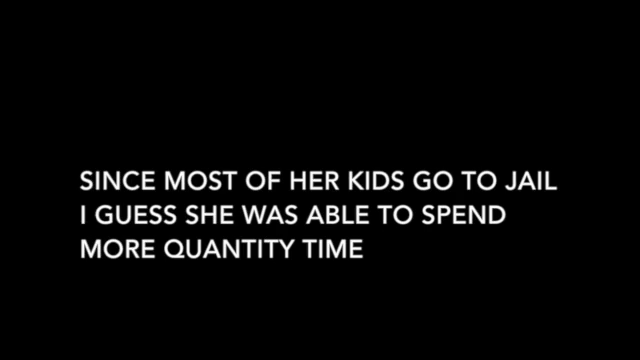 SINCE MOST OF HER KIDS GO TO JAIL
I GUESS SHE WAS ABLE TO SPEND
MORE QUANTITY TIME